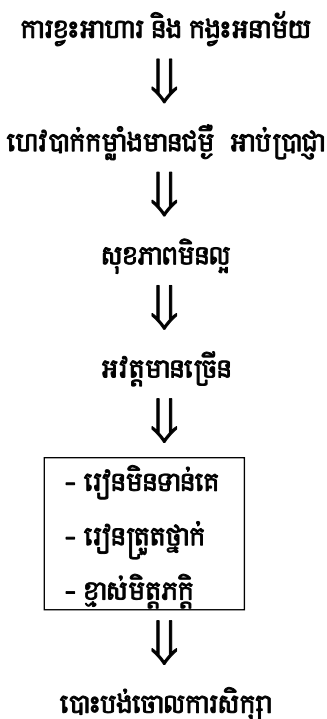 ការខ្វះអាហារ និង កង្វះអនាម័យ
⇓
ហេវបាក់កម្លាំងមានជម្ងឺ អាប់ប្រាជ្ញា
⇓
សុខភាពមិនល្អ
⇓
អវត្តមានច្រើន
⇓
- រៀនមិនទាន់គេ
- រៀនត្រួតថ្នាក់
- ខ្មាស់មិត្តភក្តិ
⇓
បោះបង់ចោលការសិក្សា